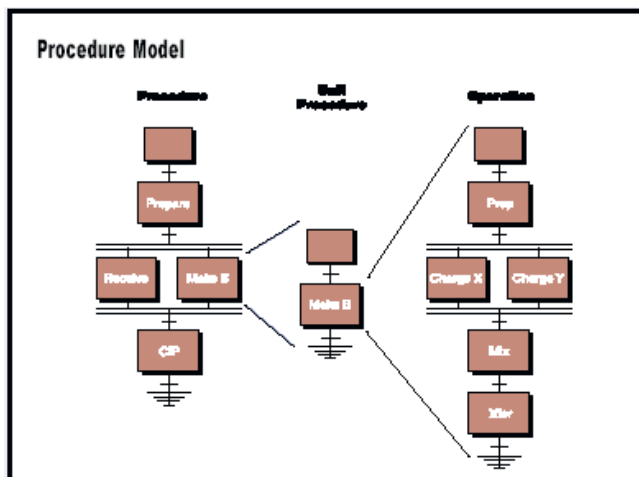 Procedure Model
Procedure
Unit
Procedure
Operation
Prepare
Prep
Receive
Make B
Make B
Charge X
Charge Y
CIP
Mix
Xfer